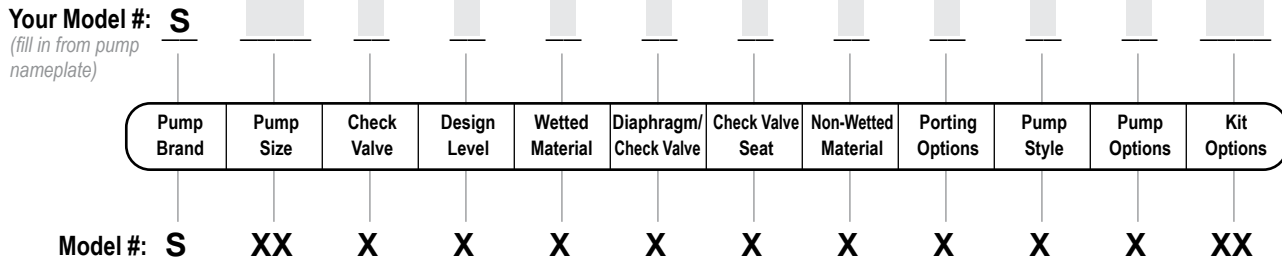 Your Model #: S
(fill in from pump
nameplate)
Pump Pump Check Design Wetted Diaphragm/ Check Valve Non-Wetted Porting Pump Pump Kit
Brand Size Valve Level Material Check Valve Seat Material Options Style Options Options
Model #: S XX X X X X X X X X X XX